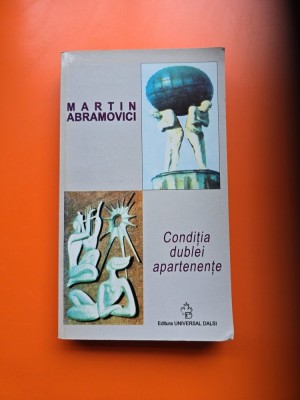 MARTIN
ABRAMOVICI
Condiția
dublei
apartenențe
Editura UNIVERSAL DALSI